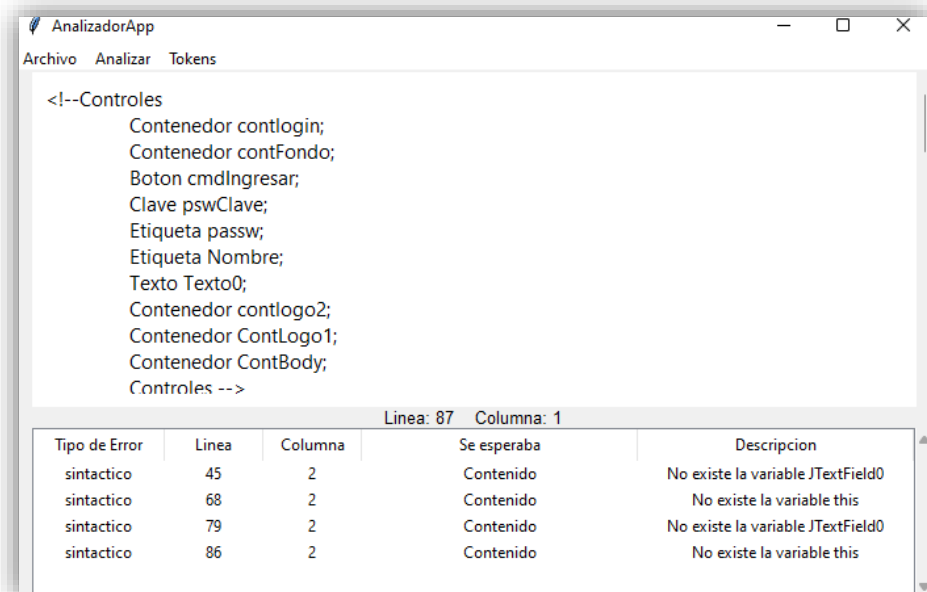 AnalizadorApp
Archivo Analizar Tokens
<!--Controles
Contenedor contlogin;
Contenedor contFondo;
Boton cmdIngresar;
Clave pswClave;
Etiqueta passw;
Etiqueta Nombre;
Texto Texto0;
Contenedor contlogo2;
Contenedor ContLogo1;
Contenedor ContBody;
Controles -->
Linea: 87 Columna: 1
Tipo de Error Linea Columna Se esperaba Descripcion
sintactico 45 2 Contenido No existe la variable JTextField0
sintactico 68 2 Contenido No existe la variable this
sintactico 79 2 Contenido No existe la variable JTextField0
sintactico 86 2 Contenido No existe la variable this